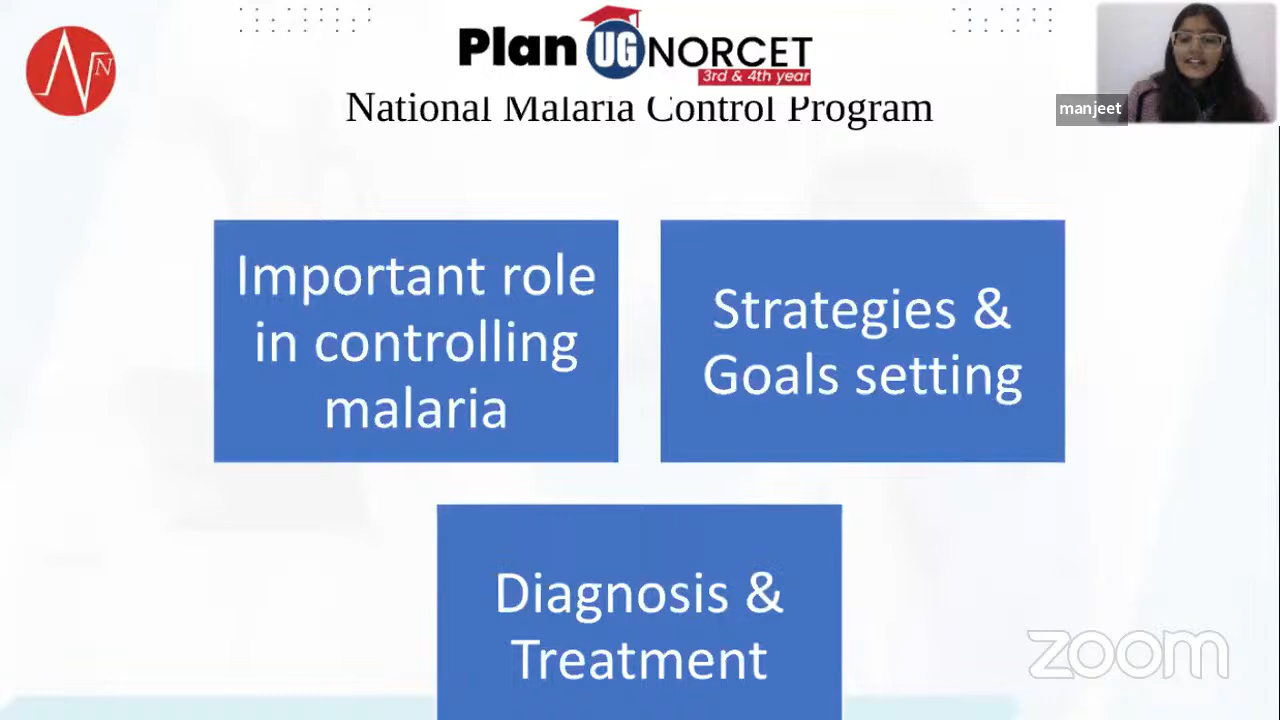 Plan UG NORCET
3rd & 4th year
N N
manjeet
National Malaria Control Program
Important role
in controlling
malaria
Strategies &
Goals setting
Diagnosis &
Treatment
zoom